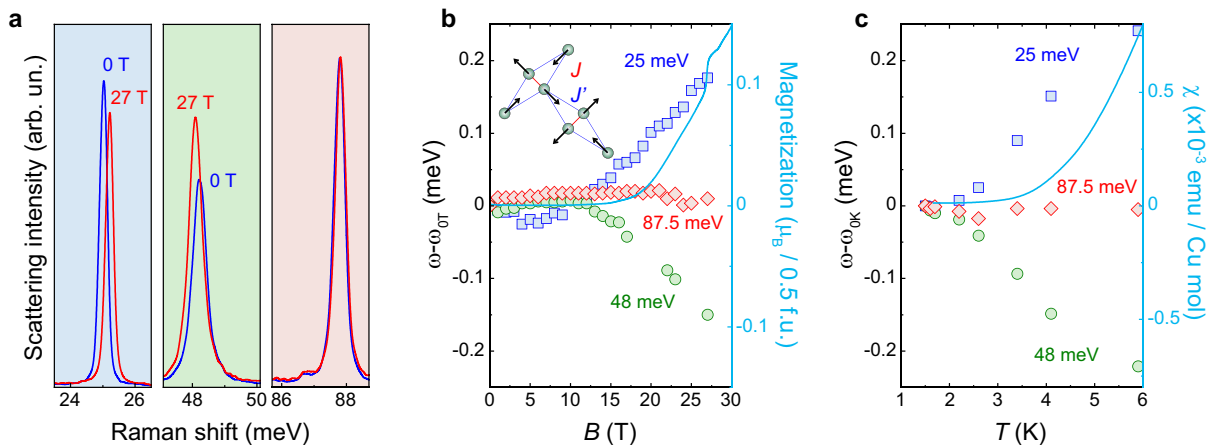 a
Scattering intensity (arb. un.)
0 T
27 T
27 T
0 T
24
26
48
50
86
88
Raman shift (meV)
b
ω-ω0T (meV)
0.2
0.1
0
-0.1
-0.2
J
J'
25 meV
87.5 meV
48 meV
0
5
10
15
20
25
30
B (T)
0.1
0
-0.1
Magnetization (μB / 0.5 f.u.)
c
ω-ω0K (meV)
0.2
0.1
0
-0.1
-0.2
25 meV
87.5 meV
48 meV
1
2
3
4
5
6
T (K)
0.5
0
-0.5
χ (x10-3 emu / Cu mol)